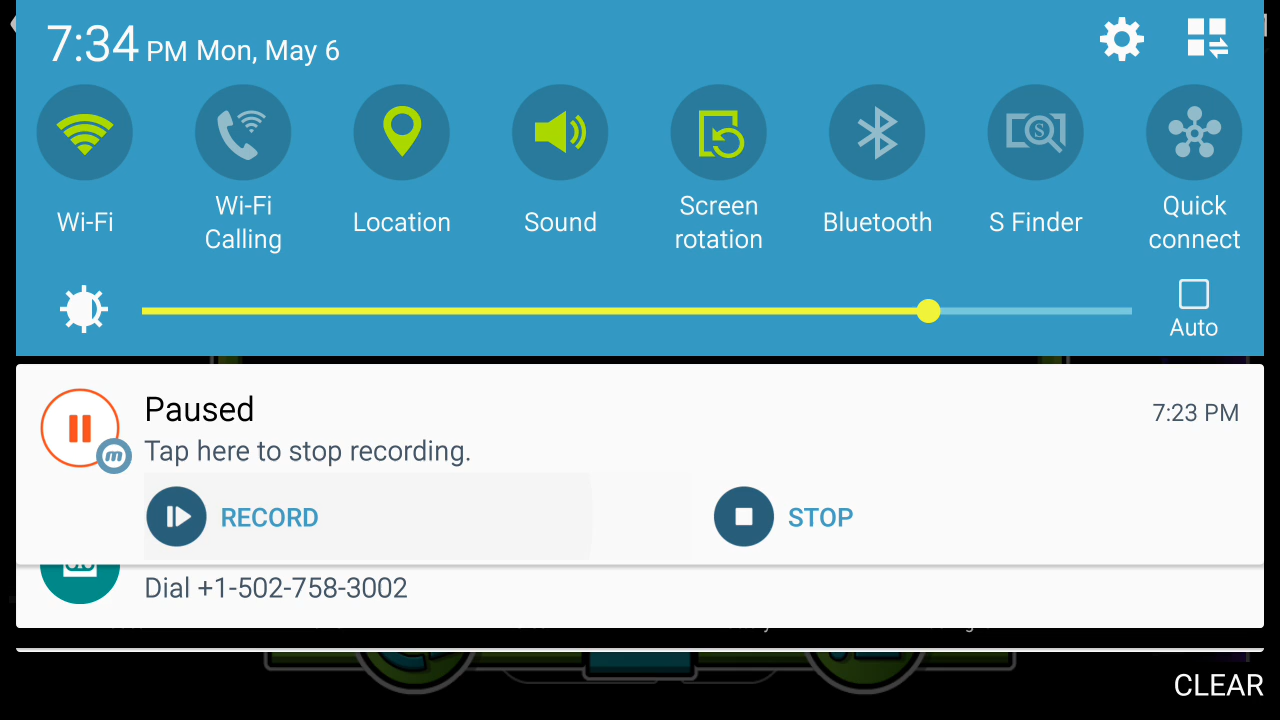 7:34 PM Mon, May 6
Wi-Fi
Wi-Fi Calling
Location
Sound
Screen rotation
Bluetooth
S Finder
Quick connect
Auto
Paused
7:23 PM
Tap here to stop recording.
RECORD
STOP
Dial +1-502-758-3002
CLEAR